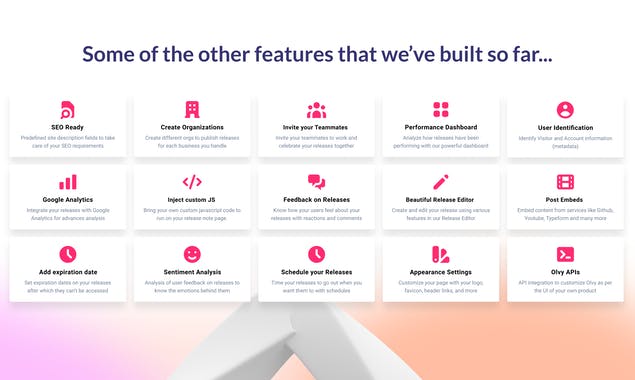 Some of the other features that we've built so far...
SEO Ready
Predefined site description fields to take
care of your SEO requirements
Create Organizations
Create different orgs to publish releases
for each business you handle
Invite your Teammates
Invite your teammates to work and
celebrate your releases together
Performance Dashboard
Analyze how releases have been
performing with our powerful dashboard
User Identification
Identify Visitor and Account information
(metadata)
Google Analytics
Integrate your releases with Google
Analytics for advances analysis
Inject custom JS
Bring your own custom javascript code to
run on your release note page.
Feedback on Releases
Know how your users feel about your
releases with reactions and comments
Beautiful Release Editor
Create and edit your release using various
features in our Release Editor.
Post Embeds
Embed content from services like Github,
Youtube, Typeform and many more
Add expiration date
Set expiration dates on your releases
after which they can't be accessed
Sentiment Analysis
Analysis of user feedback on releases to
know the emotions behind them
Schedule your Releases
Time your releases to go out when you
want them to with schedules
Appearance Settings
Customize your page with your logo,
favicon, header links, and more.
Olvy APIs
API integration to customize Olvy as per
the UI of your own product